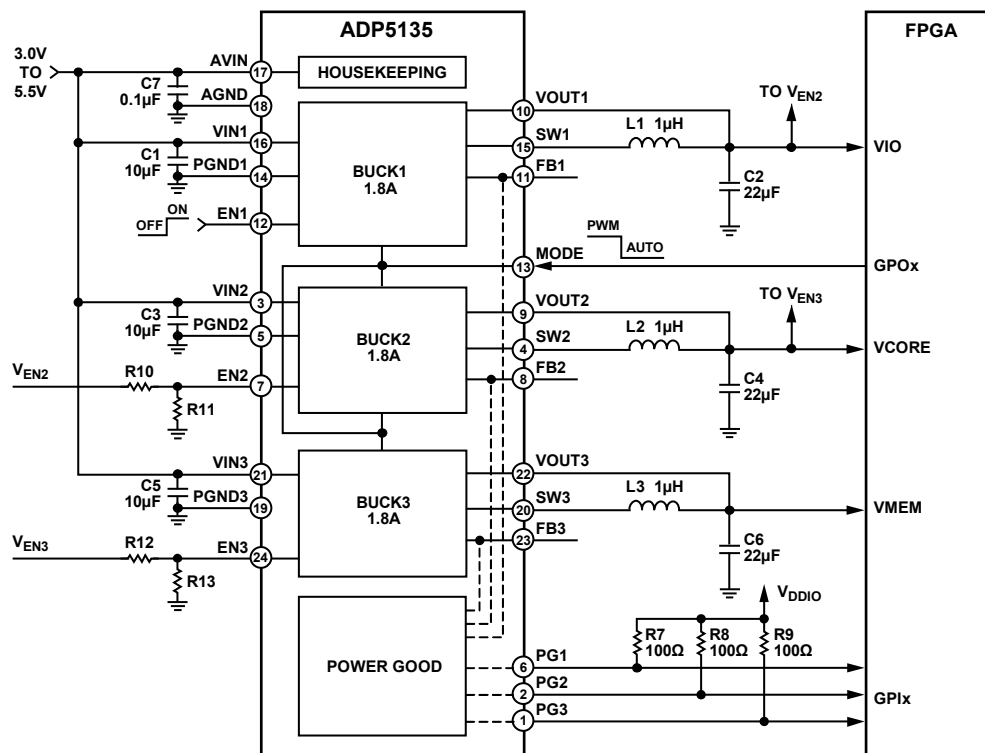 ADP5135
FPGA
3.0V
TO
5.5V
AVIN
17
HOUSEKEEPING
C7
0.1µF
AGND
18
VIN1
16
C1
10µF
PGND1
14
BUCK1
1.8A
OFF
ON
EN1
12
10
VOUT1
15
SW1
11
FB1
L1 1µH
TO VEN2
C2
22µF
VIO
13
MODE
PWM
AUTO
GPOx
VIN2
3
C3
10µF
PGND2
5
BUCK2
1.8A
VEN2
R10
EN2
7
R11
9
VOUT2
4
SW2
8
FB2
L2 1µH
TO VEN3
C4
22µF
VCORE
VIN3
21
C5
10µF
PGND3
19
BUCK3
1.8A
VEN3
R12
EN3
24
R13
22
VOUT3
20
SW3
23
FB3
L3 1µH
C6
22µF
VMEM
VDDIO
R7
100Ω
R8
100Ω
R9
100Ω
POWER GOOD
6
PG1
2
PG2
1
PG3
GPIx